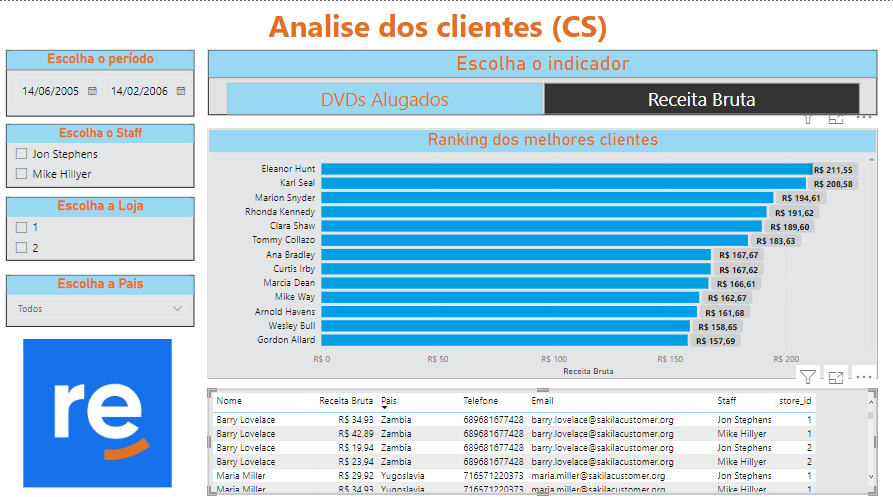 Analise dos clientes (CS)
Escolha o período
14/06/2005 14/02/2006
Escolha o Staff
Jon Stephens
Mike Hillyer
Escolha a Loja
1
2
Escolha a Pais
Todos
re
Escolha o indicador
DVDs Alugados Receita Bruta
Ranking dos melhores clientes
Eleanor Hunt R$ 211,55
Karl Seal R$ 208,58
Marion Snyder R$ 194,61
Rhonda Kennedy R$ 191,62
Clara Shaw R$ 189,60
Tommy Collazo R$ 183,63
Ana Bradley R$ 167,67
Curtis Irby R$ 167,62
Marcia Dean R$ 166,61
Mike Way R$ 162,67
Arnold Havens R$ 161,68
Wesley Bull R$ 158,65
Gordon Allard R$ 157,69
R$ 0 R$ 50 R$ 100 R$ 150 R$ 200
Receita Bruta
Nome Receita Bruta Pais Telefone Email Staff store_id
Barry Lovelace R$ 34,93 Zambia 689681677428 barry.lovelace@sakilacustomer.org Jon Stephens 1
Barry Lovelace R$ 42,89 Zambia 689681677428 barry.lovelace@sakilacustomer.org Mike Hillyer 1
Barry Lovelace R$ 19,94 Zambia 689681677428 barry.lovelace@sakilacustomer.org Jon Stephens 2
Barry Lovelace R$ 23,94 Zambia 689681677428 barry.lovelace@sakilacustomer.org Mike Hillyer 2
Maria Miller R$ 29,92 Yugoslavia 716571220373 maria.miller@sakilacustomer.org Jon Stephens 1
Maria Miller R$ 34,93 Yugoslavia 716571220373 maria.miller@sakilacustomer.org Mike Hillyer 1